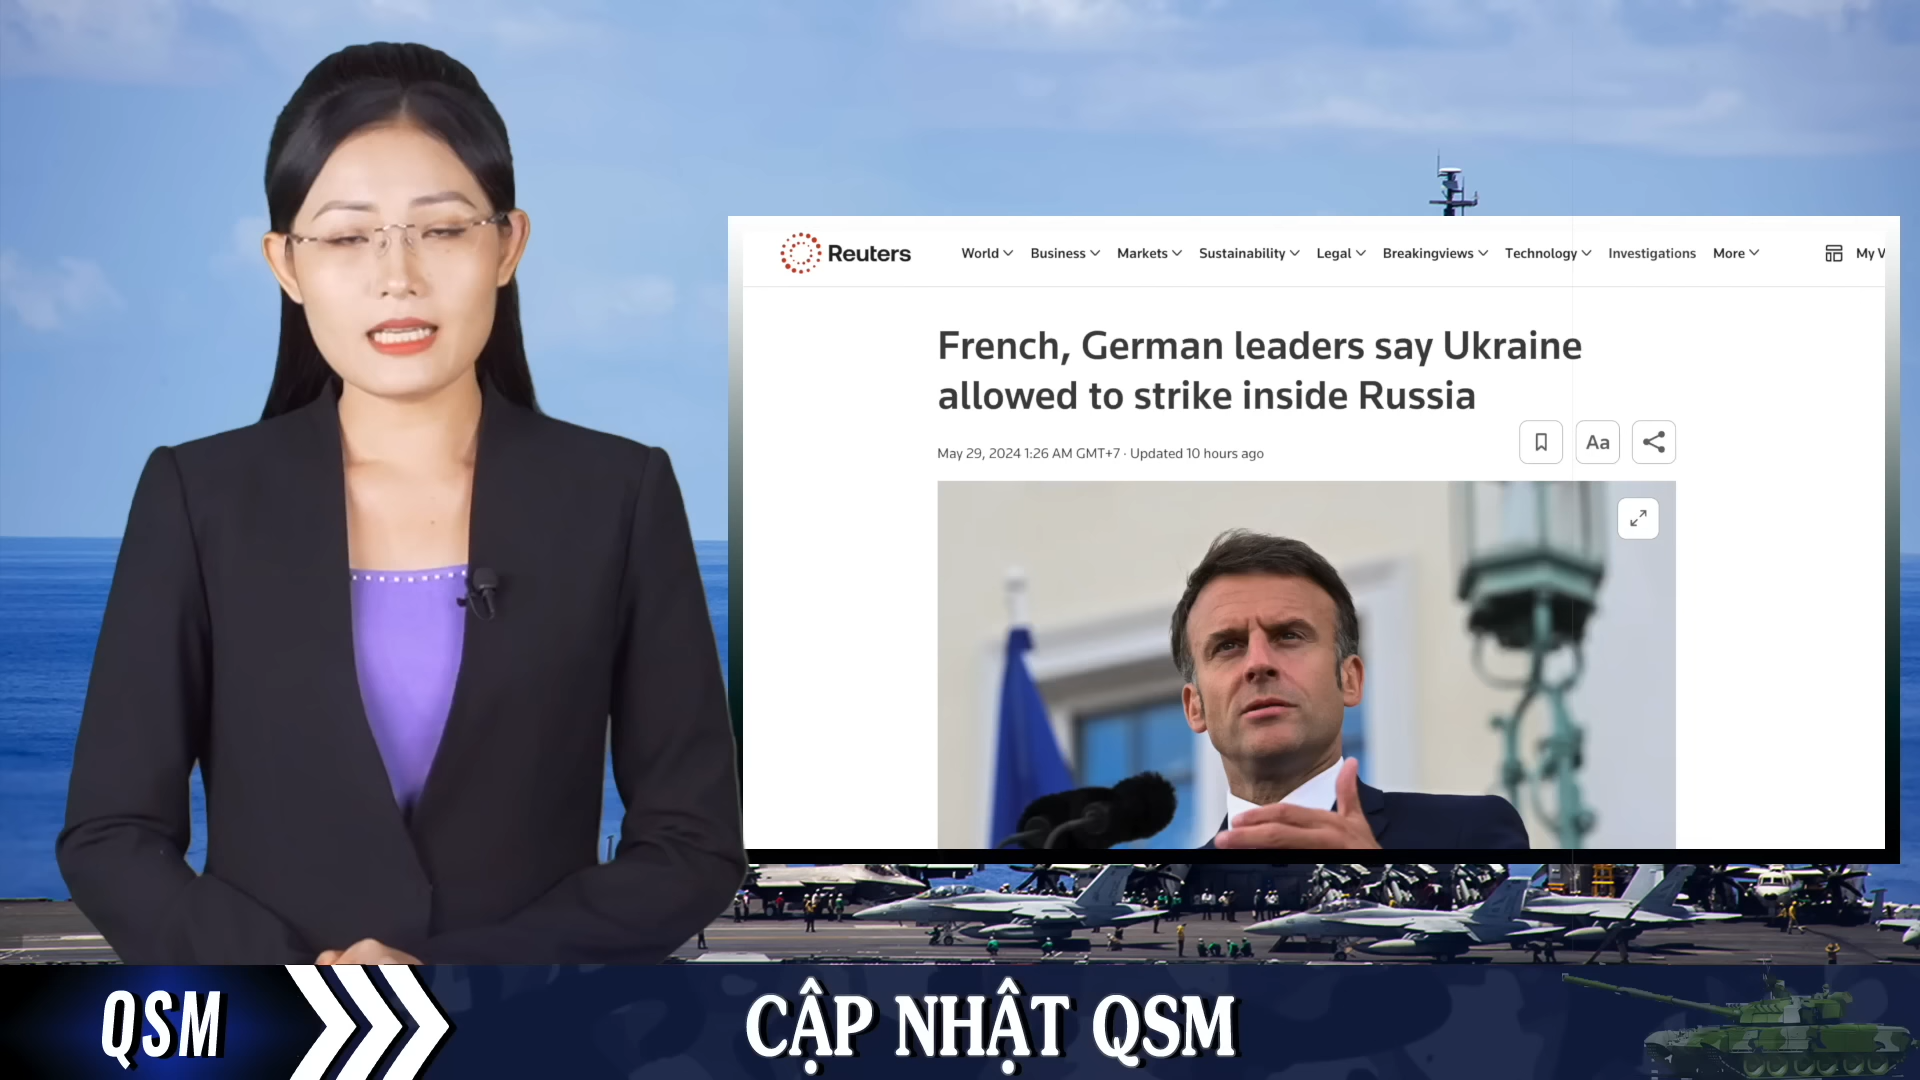 Reuters
World Business Markets Sustainability Legal Breakingviews Technology Investigations More My
French, German leaders say Ukraine
allowed to strike inside Russia
May 29, 2024 1:26 AM GMT+7 · Updated 10 hours ago
Aa
QSM
CẬP NHẬT QSM